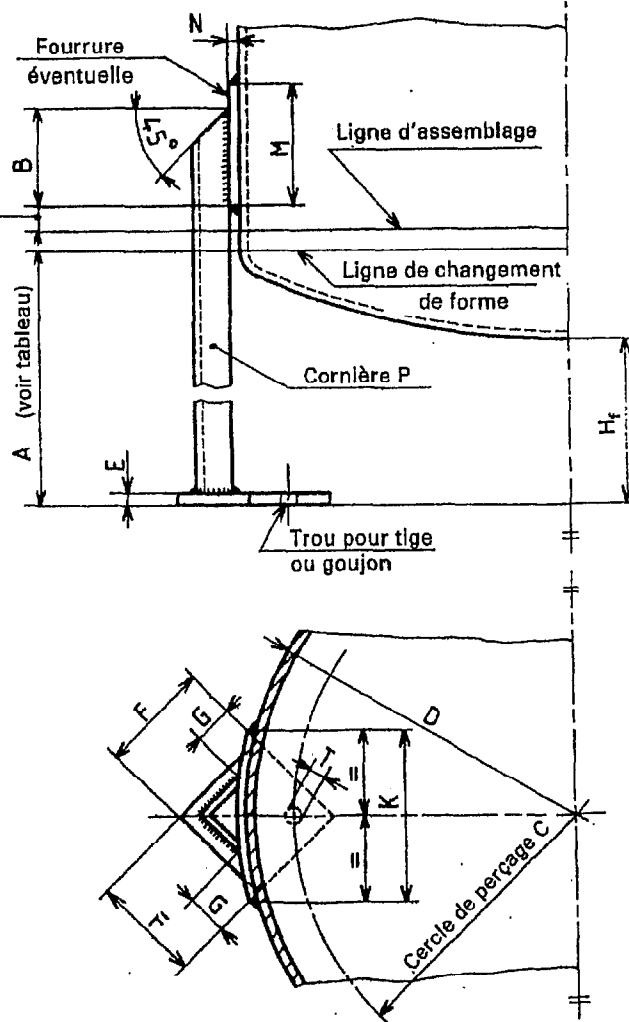 N
Fourrure
éventuelle
45°
B
M
Ligne d'assemblage
Ligne de changement
de forme
A (voir tableau)
Cornière P
E
Hf
Trou pour tige
ou goujon
F
G
D
T
=
K
=
F
G
Cercle de perçage C